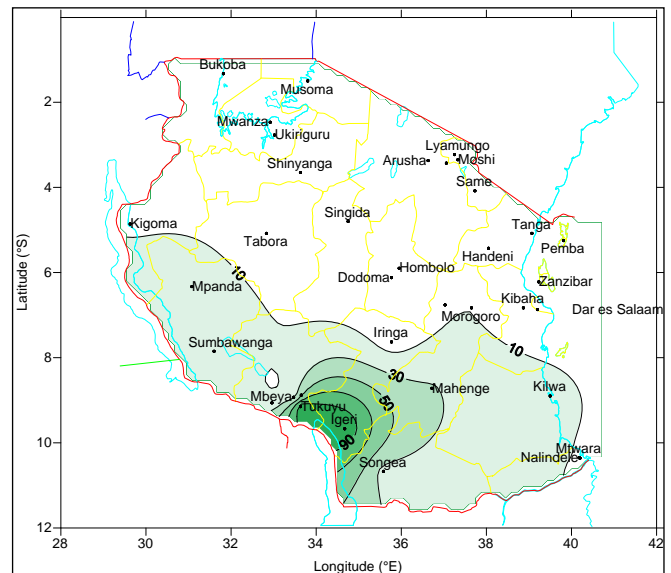 Bukoba
Musoma
2
Mwanza
Ukiriguru
Lyamungo
Arusha
Moshi
Shinyanga
4
Same
Singida
Kigoma
Tanga
Tabora
Pemba
Handeni
10
Hombolo
6
Dodoma
Zanzibar
Mpanda
Kibaha
Dar es Salaam
Morogoro
Iringa
Sumbawanga
10
8
30
Mahenge
Kilwa
Mbeya
Tukuyu
50
Igeri
90
Mtwara
10
Nalindele
Songea
12
28 30 32 34 36 38 40 42
Latitude (°S)
Longitude (°E)